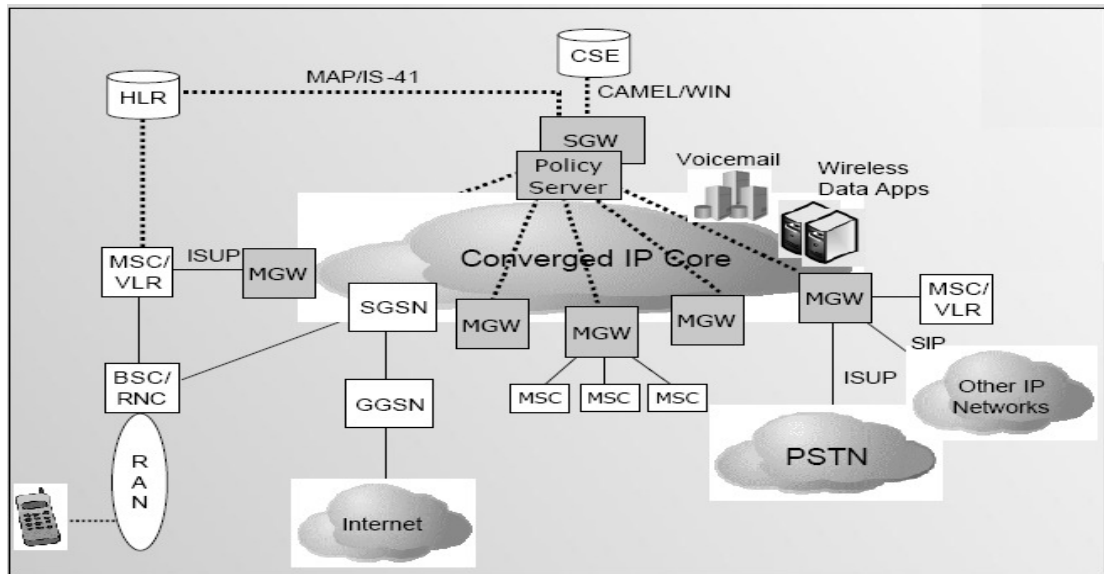 CSE
MAP/IS-41
HLR
CAMEL/WIN
SGW
Policy
Server
Voicemail
Wireless
Data Apps
Converged IP Core
MSC/
VLR
ISUP
MGW
SGSN
MGW
MGW
MGW
MGW
MSC/
VLR
SIP
ISUP
BSC/
RNC
GGSN
MSC
MSC
MSC
Other IP
Networks
PSTN
R
A
N
Internet